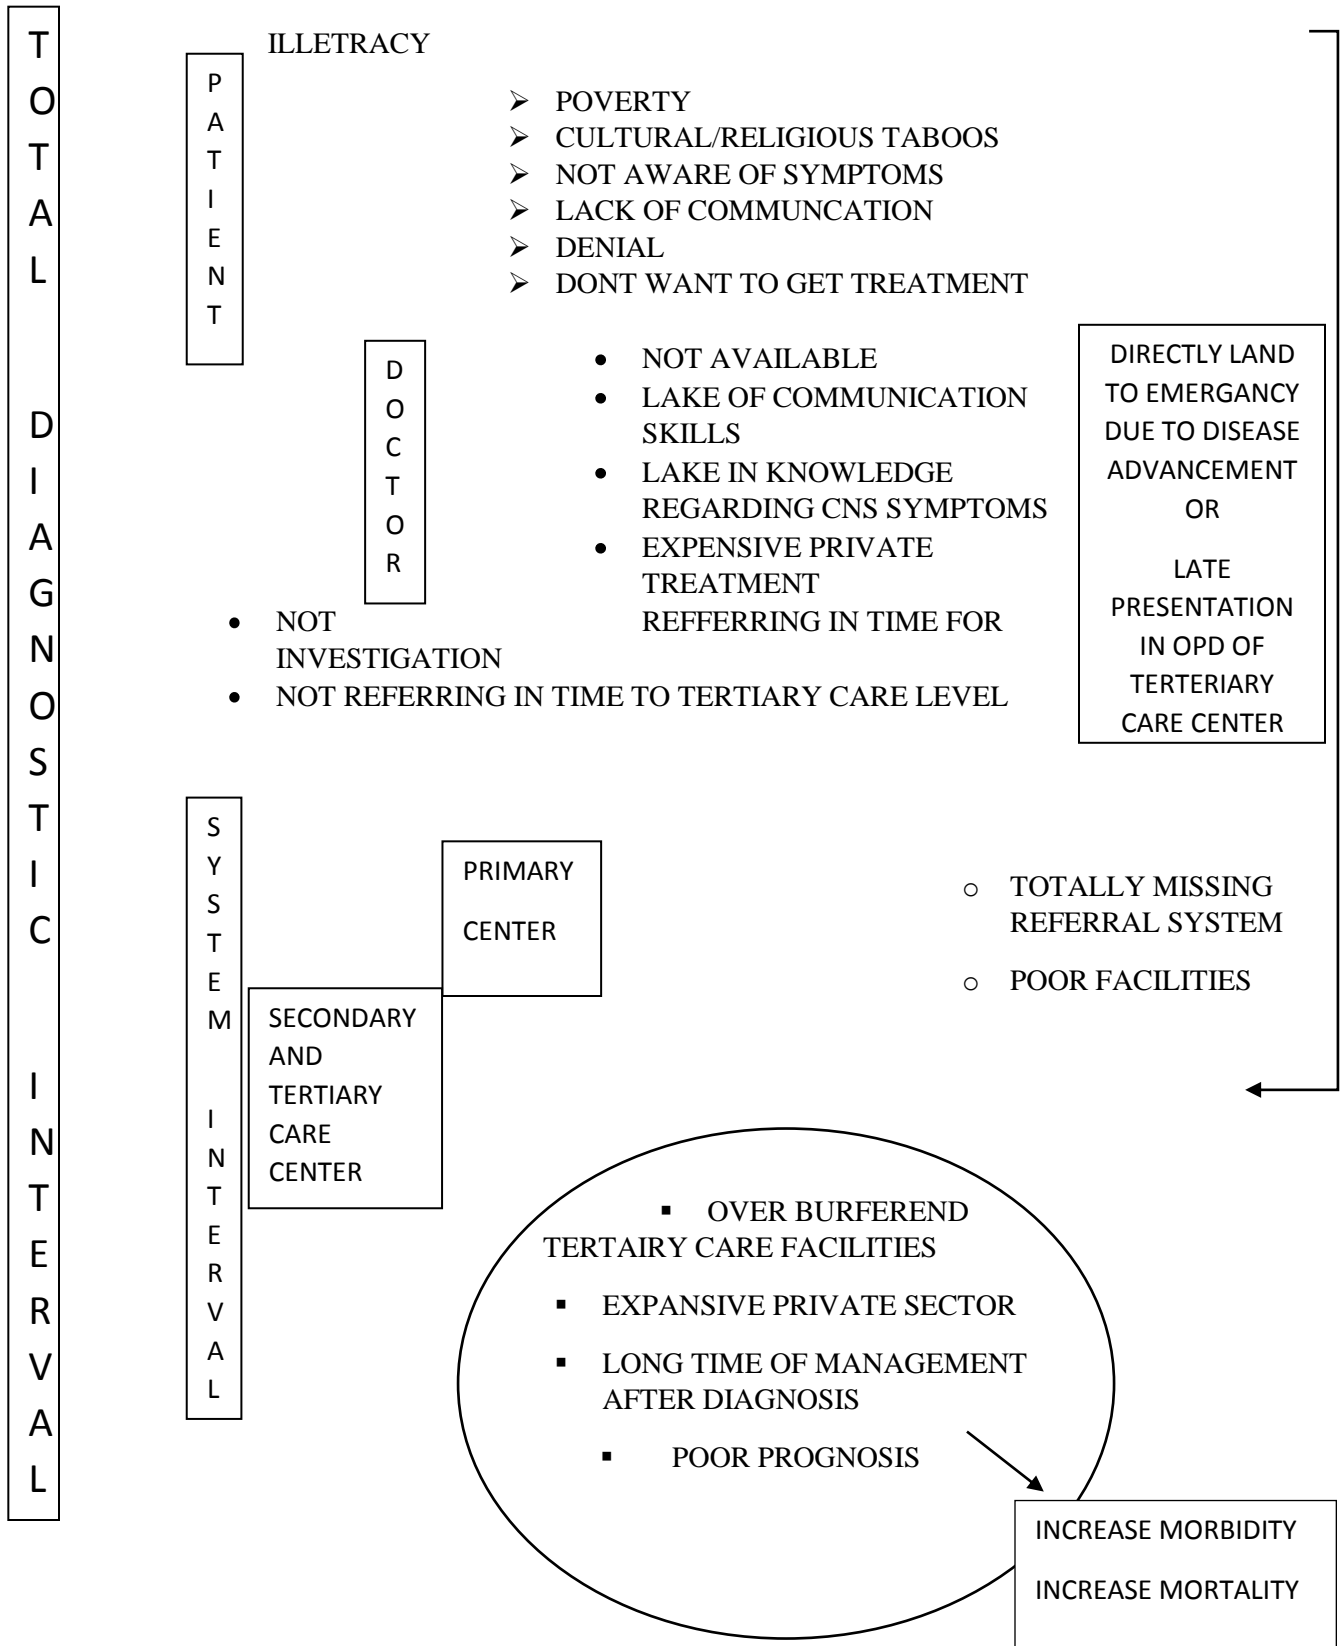 TOTAL DIAGNOSTIC INTERVAL
PATIENT
ILLETRACY
➢ POVERTY
➢ CULTURAL/RELIGIOUS TABOOS
➢ NOT AWARE OF SYMPTOMS
➢ LACK OF COMMUNCATION
➢ DENIAL
➢ DONT WANT TO GET TREATMENT
DOCTOR
• NOT AVAILABLE
• LAKE OF COMMUNICATION
SKILLS
• LAKE IN KNOWLEDGE
REGARDING CNS SYMPTOMS
• EXPENSIVE PRIVATE
TREATMENT
• NOT REFFERRING IN TIME FOR
INVESTIGATION
• NOT REFERRING IN TIME TO TERTIARY CARE LEVEL
DIRECTLY LAND
TO EMERGANCY
DUE TO DISEASE
ADVANCEMENT
OR
LATE
PRESENTATION
IN OPD OF
TERTERIARY
CARE CENTER
SYSTEM INTERVAL
PRIMARY
CENTER
○ TOTALLY MISSING
REFERRAL SYSTEM
○ POOR FACILITIES
SECONDARY
AND
TERTIARY
CARE
CENTER
▪ OVER BURFEREND
TERTAIRY CARE FACILITIES
▪ EXPANSIVE PRIVATE SECTOR
▪ LONG TIME OF MANAGEMENT
AFTER DIAGNOSIS
▪ POOR PROGNOSIS
INCREASE MORBIDITY
INCREASE MORTALITY